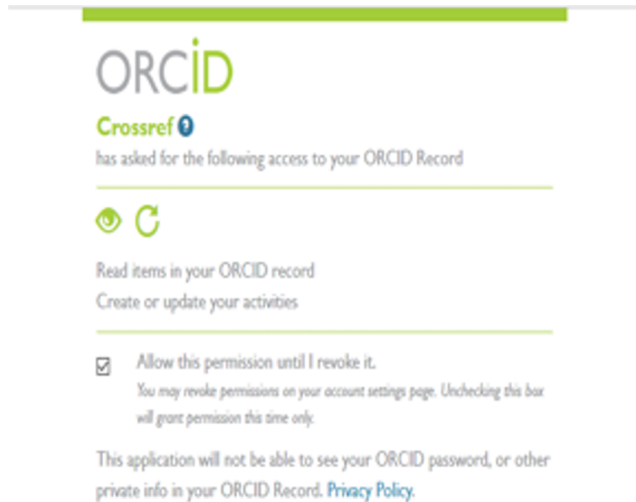 ORCiD
Crossref ?
has asked for the following access to your ORCID Record
Read items in your ORCID record
Create or update your activities
Allow this permission until I revoke it.
You may revoke permissions on your account settings page. Unchecking this box
will grant permission this time only.
This application will not be able to see your ORCID password, or other
private info in your ORCID Record. Privacy Policy.